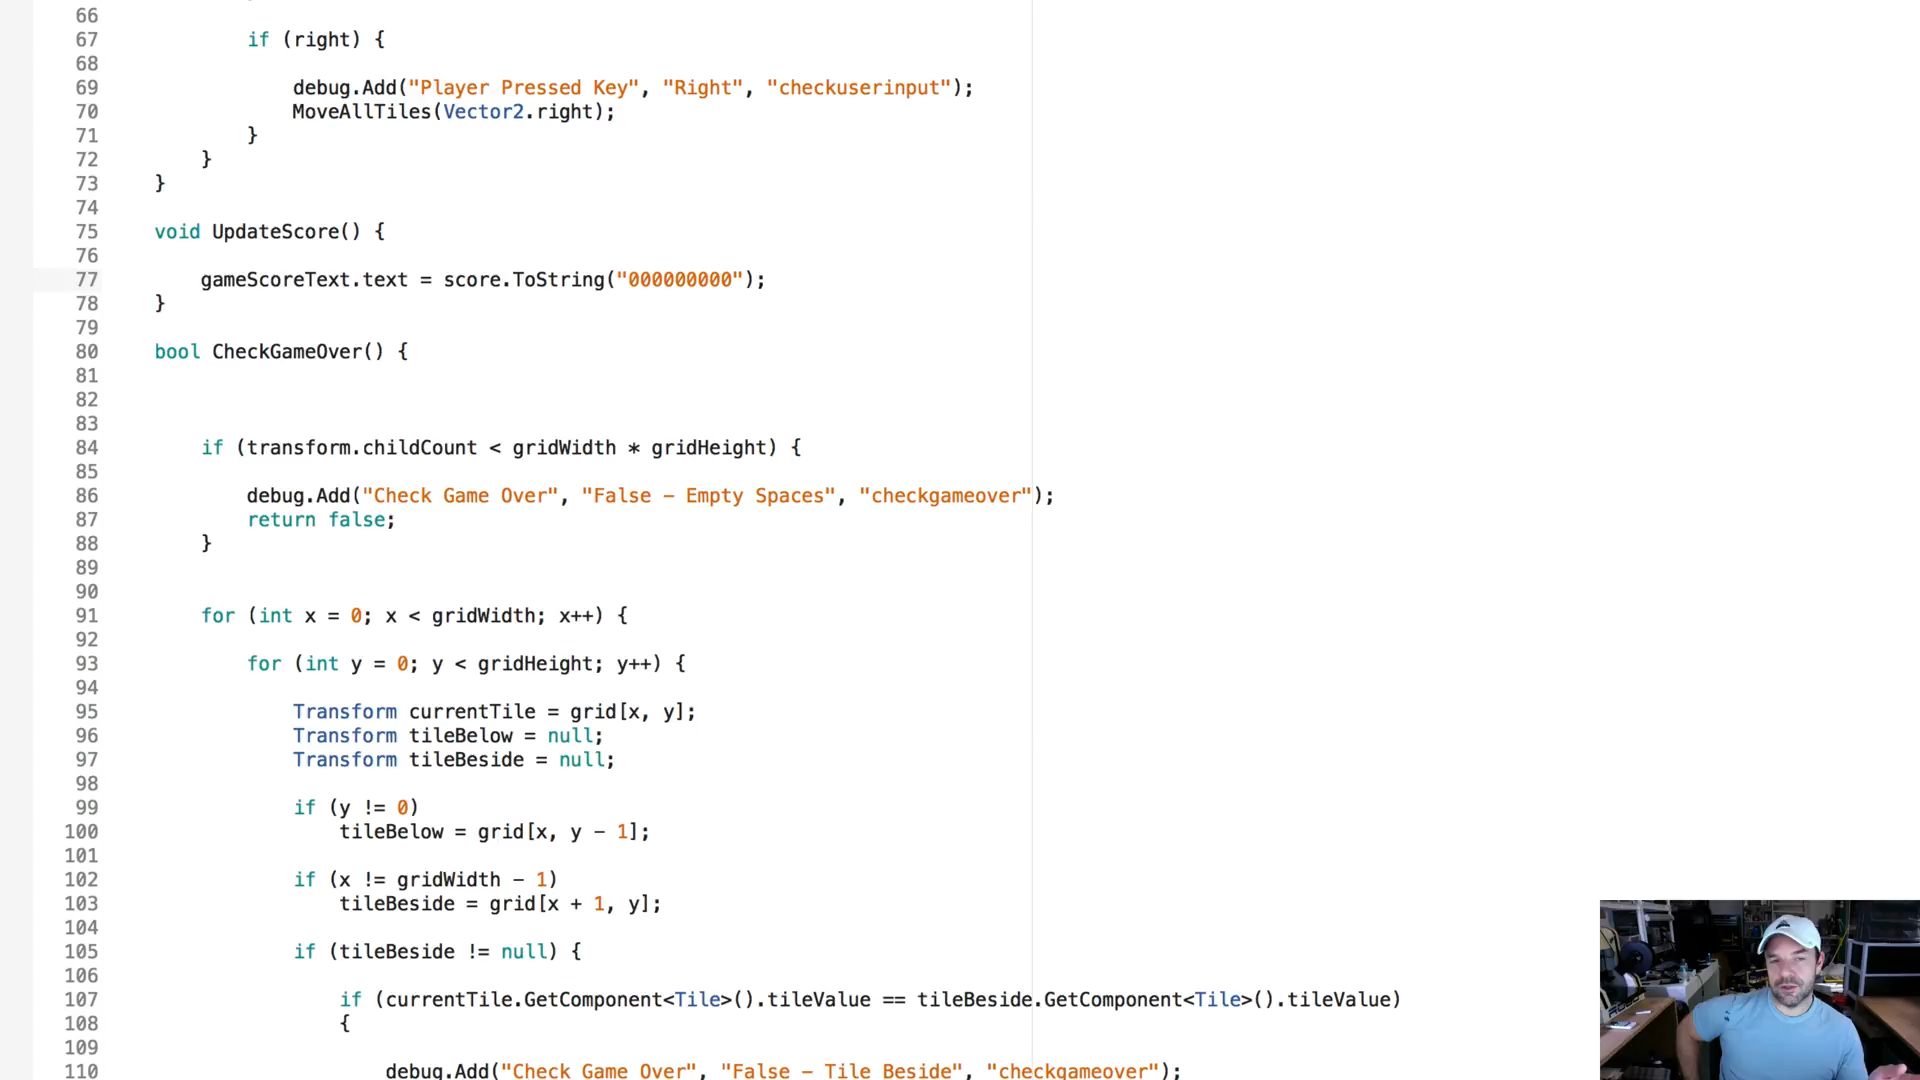 66
67 if (right) {
68
69 debug.Add("Player Pressed Key", "Right", "checkuserinput");
70 MoveAllTiles(Vector2.right);
71 }
72 }
73 }
74
75 void UpdateScore() {
76
77 gameScoreText.text = score.ToString("000000000");
78 }
79
80 bool CheckGameOver() {
81
82
83
84 if (transform.childCount < gridWidth * gridHeight) {
85
86 debug.Add("Check Game Over", "False – Empty Spaces", "checkgameover");
87 return false;
88 }
89
90
91 for (int x = 0; x < gridWidth; x++) {
92
93 for (int y = 0; y < gridHeight; y++) {
94
95 Transform currentTile = grid[x, y];
96 Transform tileBelow = null;
97 Transform tileBeside = null;
98
99 if (y != 0)
100 tileBelow = grid[x, y – 1];
101
102 if (x != gridWidth – 1)
103 tileBeside = grid[x + 1, y];
104
105 if (tileBeside != null) {
106
107 if (currentTile.GetComponent<Tile>().tileValue == tileBeside.GetComponent<Tile>().tileValue)
108 {
109
110 debug.Add("Check Game Over", "False – Tile Beside", "checkgameover");